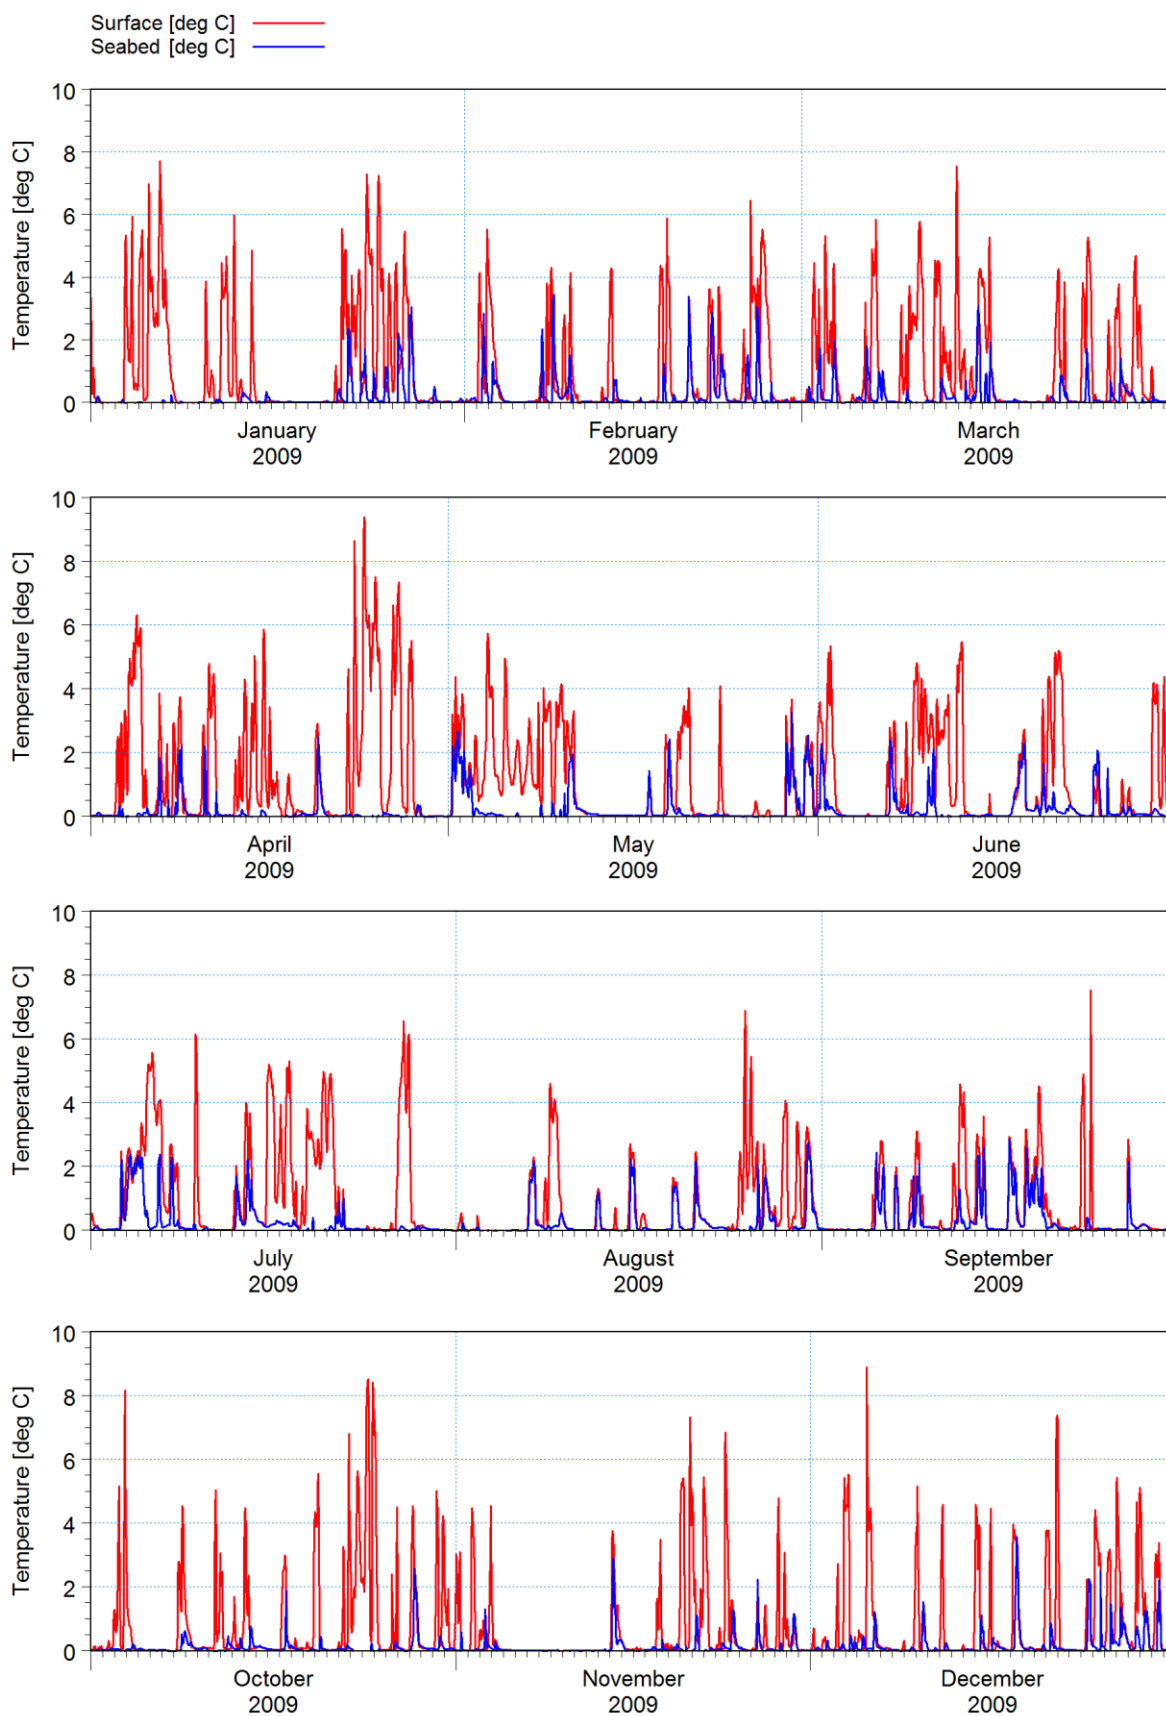 Surface [deg C]
Seabed [deg C]
Temperature [deg C]
10
8
6
4
2
0
January
2009
February
2009
March
2009
Temperature [deg C]
10
8
6
4
2
0
April
2009
May
2009
June
2009
Temperature [deg C]
10
8
6
4
2
0
July
2009
August
2009
September
2009
Temperature [deg C]
10
8
6
4
2
0
October
2009
November
2009
December
2009